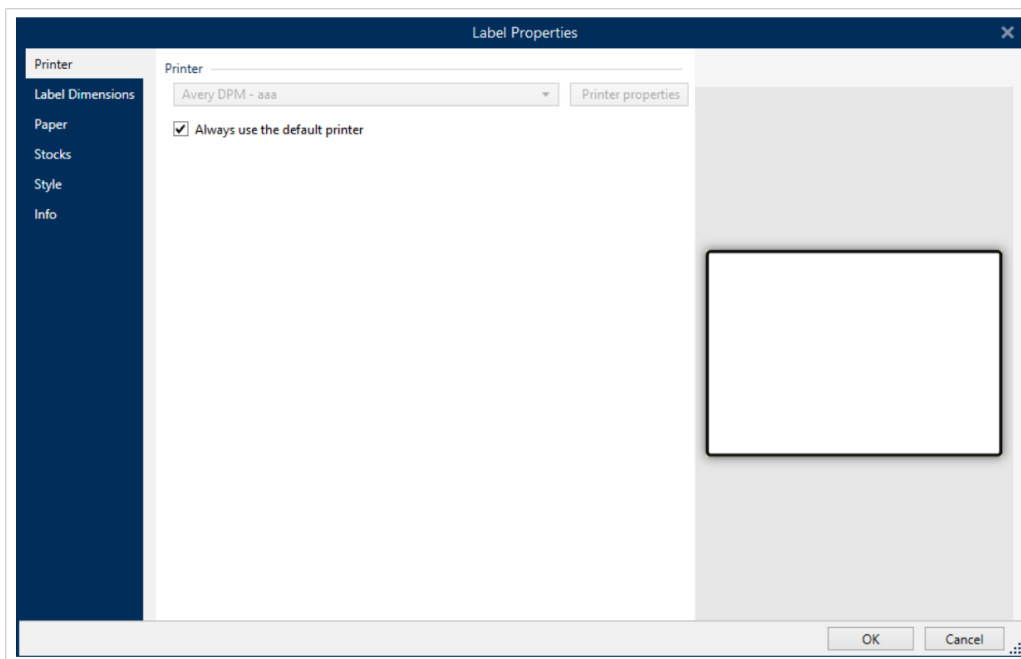 Label Properties
Printer
Label Dimensions
Paper
Stocks
Style
Info
Printer
Avery DPM - aaa
Printer properties
Always use the default printer
OK
Cancel